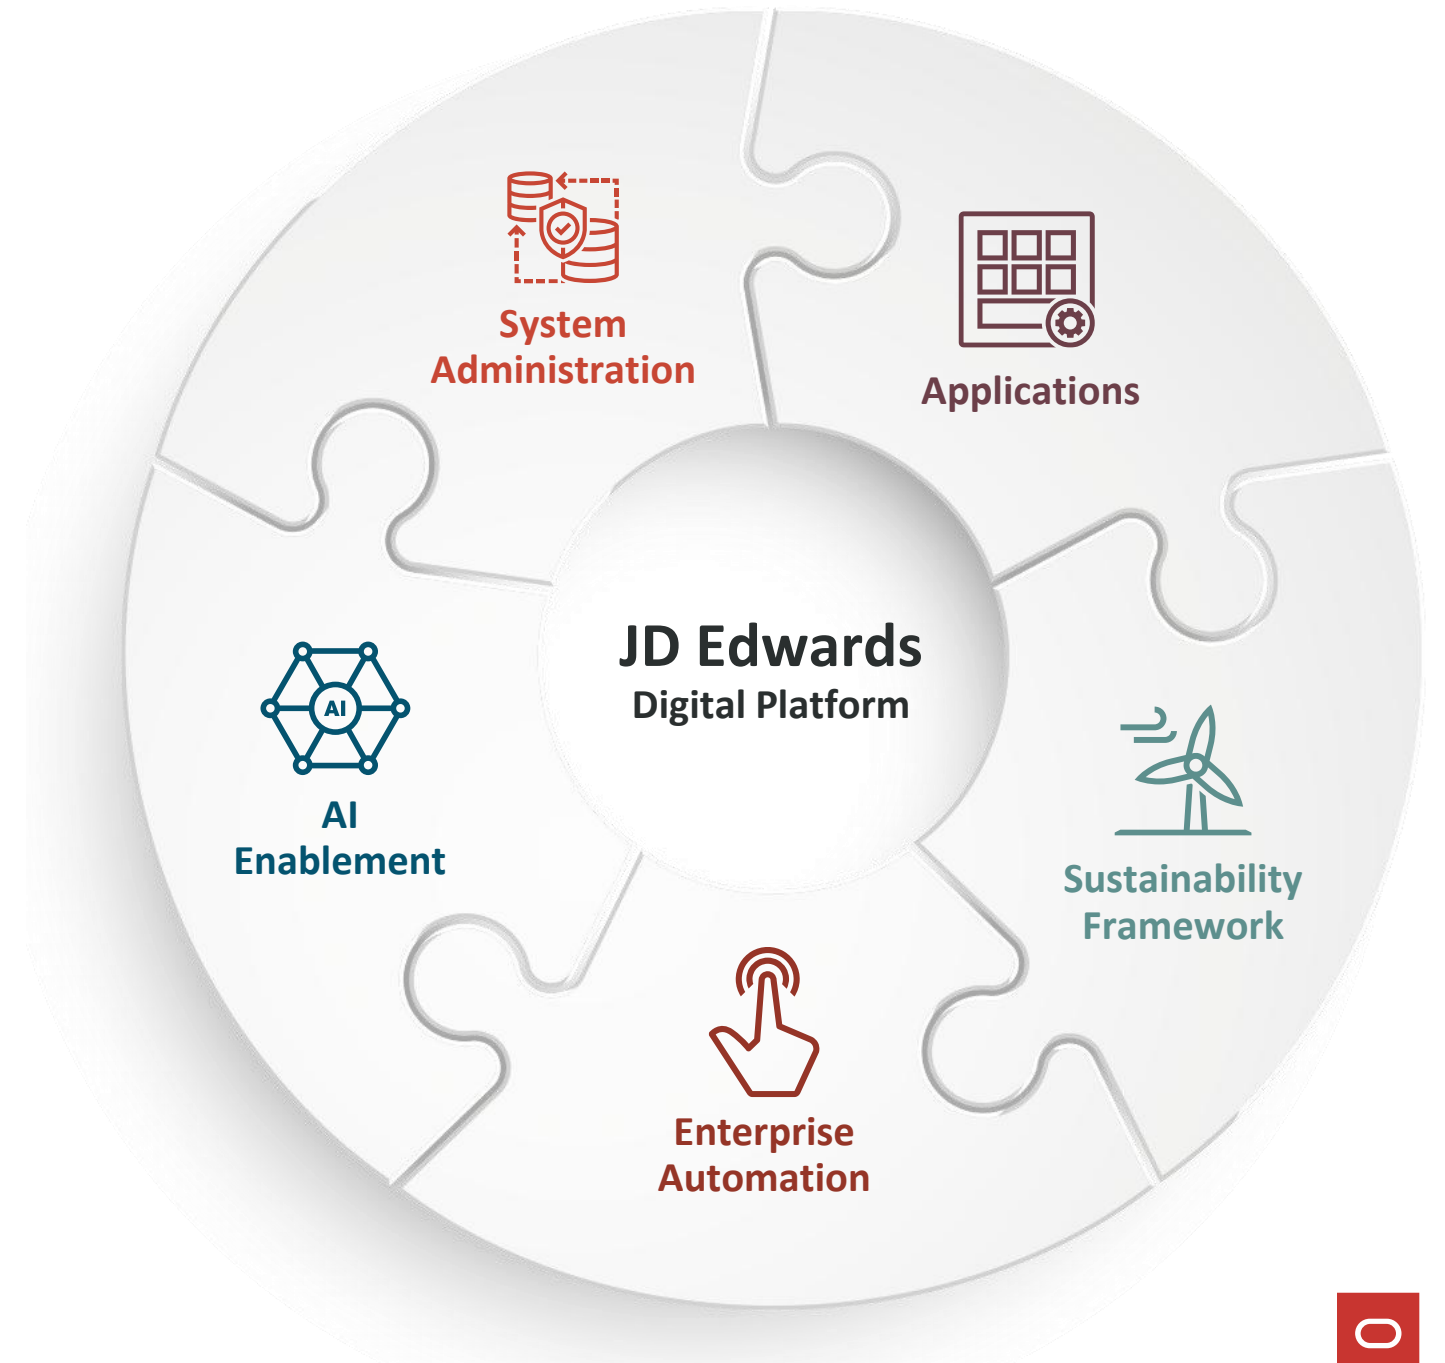 System
Administration
Applications
JD Edwards
Digital Platform
AI
AI
Enablement
Sustainability
Framework
Enterprise
Automation